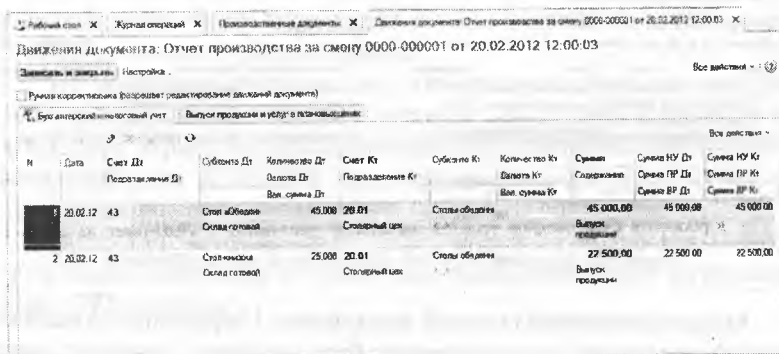 Рабочий стол X Журнал операций X Производственные документы X Движения документа: Отчет производства за смену 0000-000001 от 20.02.2012 12:00:03 X
Движения документа: Отчет производства за смену 0000-000001 от 20.02.2012 12:00:03
Записать и закрыть Настройка... Все действия
Ручная корректировка (разрешает редактирование движений документа)
Бухгалтерский и налоговый учет Выпуск продукции и услуг в плановых ценах
Все действия
N Дата Счет Дт Субконто Дт Количество Дт Счет Кт Субконто Кт Количество Кт Сумма Сумма НУ Дт Сумма НУ Кт
Подразделение Дт Валюта Дт Подразделение Кт Валюта Кт Содержание Сумма ПР Дт Сумма ПР Кт
Вал. сумма Дт Вал. сумма Кт Сумма ВР Дт Сумма ВР Кт
20.02.12 43 Стол «Обеденн 45,000 20.01 Столы обеденн 45 000,00 45 000,00 45 000,00
Склад готовой Столярный цех Выпуск
продукции
2 20.02.12 43 25,000 20.01 Столы обеденн 22 500,00 22 500,00 22 500,00
Склад готовой Столярный цех Выпуск
продукции